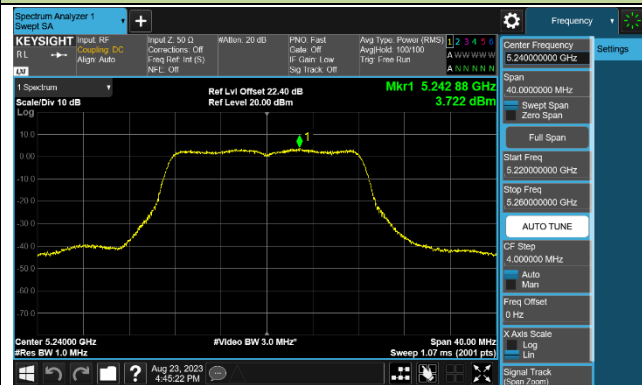 Spectrum Analyzer 1
Swept SA
Frequency
KEYSIGHT
RL
LXI
Input: RF
Coupling: DC
Align: Auto
Input Z: 50 Ω
Corrections: Off
Freq Ref: Int (S)
NFE: Off
#Atten: 20 dB
PNO: Fast
Gate: Off
IF Gain: Low
Sig Track: Off
Avg Type: Power (RMS)
Avg|Hold: 100/100
Trig: Free Run
1 2 3 4 5 6
A W W W W W
A N N N N N
1 Spectrum
Scale/Div 10 dB
Log
Ref Lvl Offset 22.40 dB
Ref Level 20.00 dBm
Mkr1 5.242 88 GHz
3.722 dBm
1
10.0
0.00
-10.0
-20.0
-30.0
-40.0
-50.0
-60.0
-70.0
Center 5.24000 GHz
#Res BW 1.0 MHz
#Video BW 3.0 MHz*
Span 40.00 MHz
Sweep 1.07 ms (2001 pts)
Aug 23, 2023
4:45:22 PM
Center Frequency
5.240000000 GHz
Span
40.0000000 MHz
Swept Span
Zero Span
Full Span
Start Freq
5.220000000 GHz
Stop Freq
5.260000000 GHz
AUTO TUNE
CF Step
4.000000 MHz
Auto
Man
Freq Offset
0 Hz
X Axis Scale
Log
Lin
Signal Track
(Span Zoom)
Settings